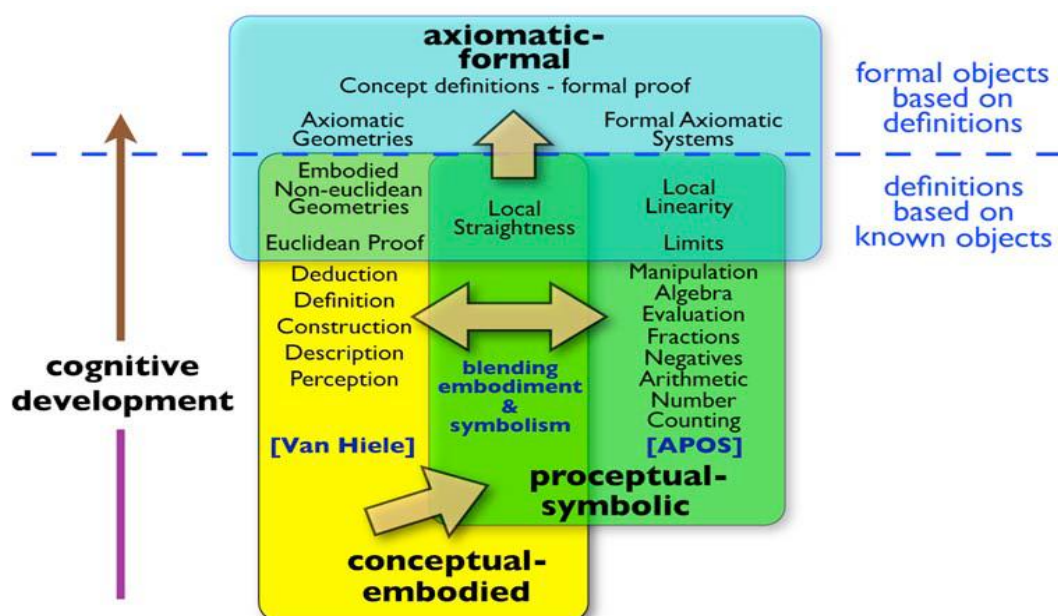 axiomatic-
formal
Concept definitions - formal proof
Axiomatic
Geometries
Formal Axiomatic
Systems
formal objects
based on
definitions
Embodied
Non-euclidean
Geometries
Local
Straightness
Local
Linearity
definitions
based on
known objects
Euclidean Proof
Limits
Deduction
Definition
Construction
Description
Perception
Manipulation
Algebra
Evaluation
Fractions
Negatives
Arithmetic
Number
Counting
cognitive
development
blending
embodiment
&
symbolism
[Van Hiele]
[APOS]
proceptual-
symbolic
conceptual-
embodied